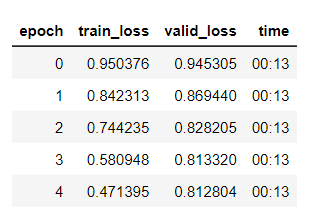 epoch train_loss valid_loss time
0 0.950376 0.945305 00:13
1 0.842313 0.869440 00:13
2 0.744235 0.828205 00:13
3 0.580948 0.813320 00:13
4 0.471395 0.812804 00:13